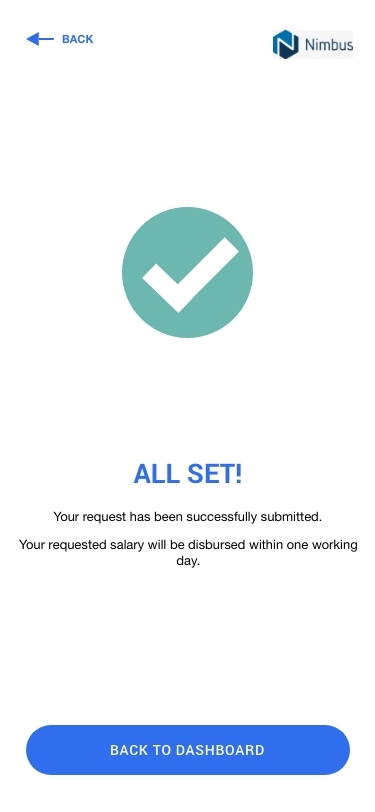 BACK
Nimbus
ALL SET!
Your request has been successfully submitted.
Your requested salary will be disbursed within one working
day.
BACK TO DASHBOARD